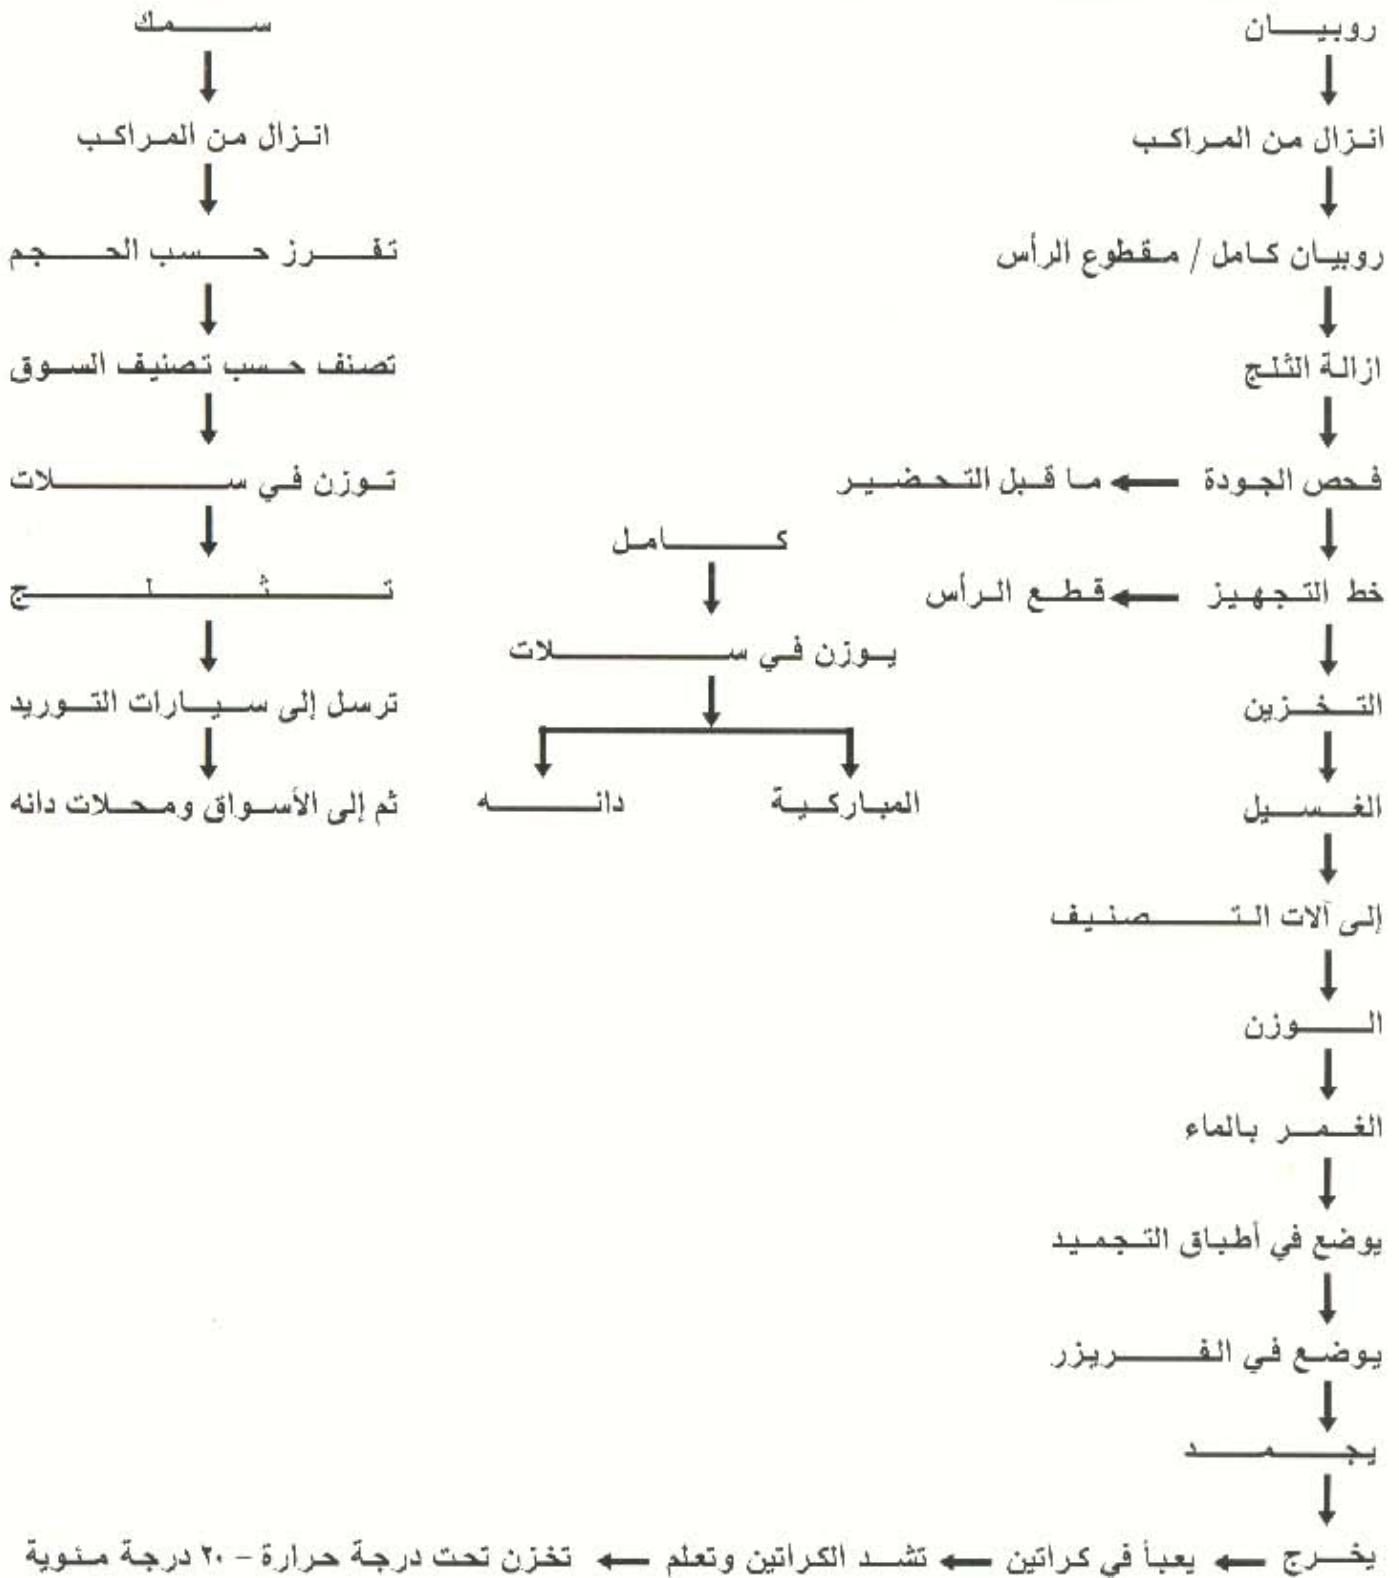 روبيان
انزال من المراكب
روبيان كامل / مقطوع الرأس
ازالة الثلج
فحص الجودة ← ما قبل التحضير
خط التجهيز ← قطع الرأس
التخزين
الغسيل
إلى آلات التصنيف
الوزن
الغمر بالماء
يوضع في أطباق التجميد
يوضع في الفريزر
يجمد
يخرج ← يعبأ في كراتين ← تشد الكراتين وتعلم ← تخزن تحت درجة حرارة – ٢٠ درجة مئوية
كامل
يوزن في سلات
المباركية
دانه
سمك
انزال من المراكب
تفرز حسب الحجم
تصنف حسب تصنيف السوق
توزن في سلات
تثلج
ترسل إلى سيارات التوريد
ثم إلى الأسواق ومحلات دانه